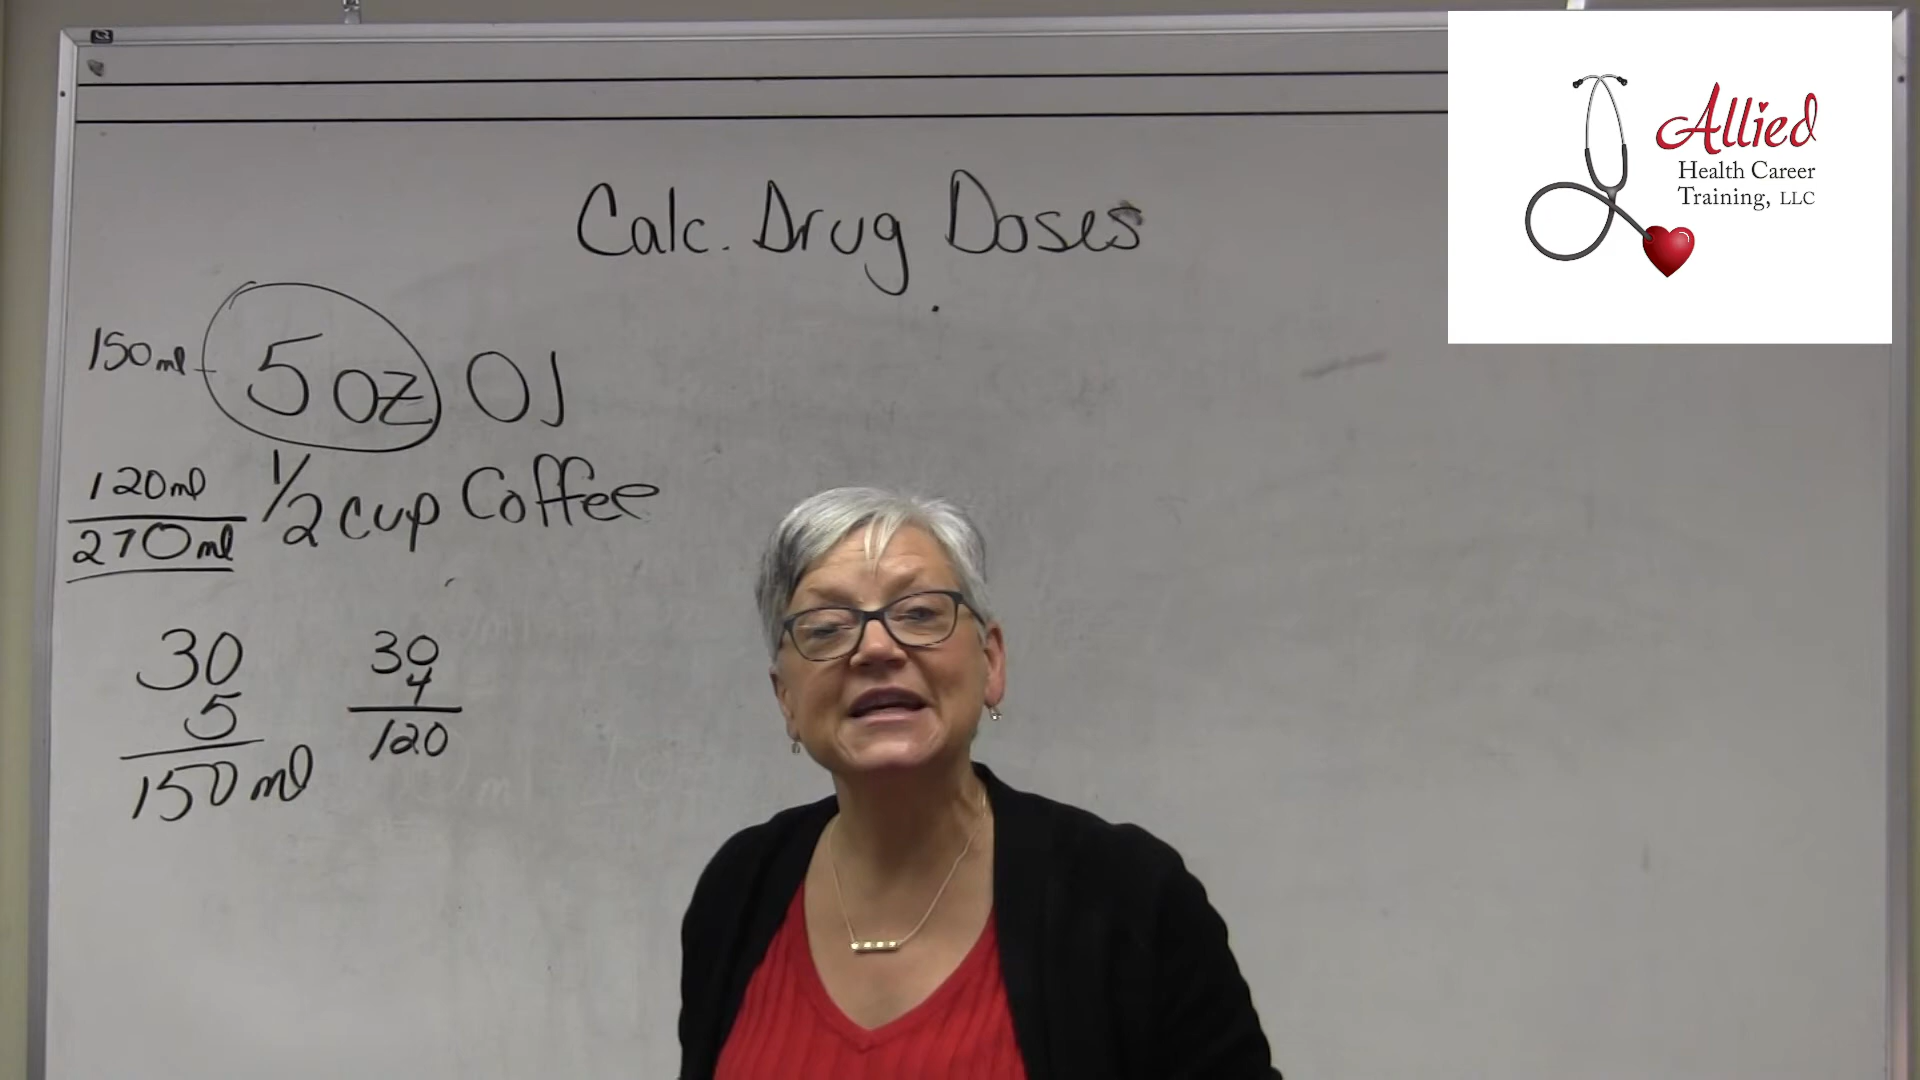 Allied
Health Career
Training, LLC
Calc. Drug Doses
150ml - 5oz OJ
120ml 1/2 cup Coffee
270ml
30
5
150ml
30
4
120